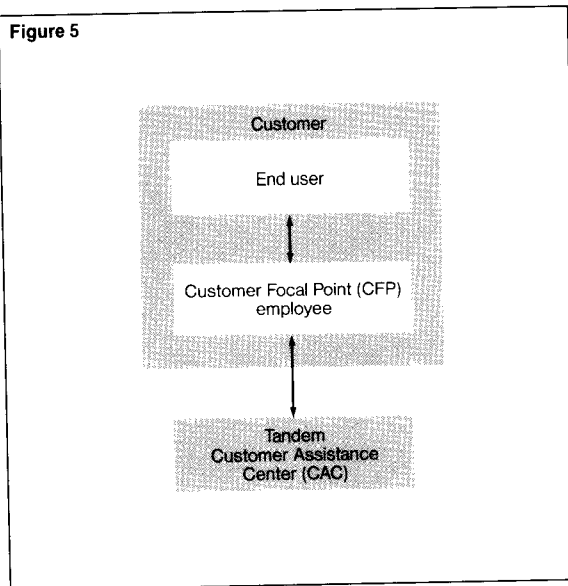 Figure 5
Customer
End user
Customer Focal Point (CFP)
employee
Tandem
Customer Assistance
Center (CAC)